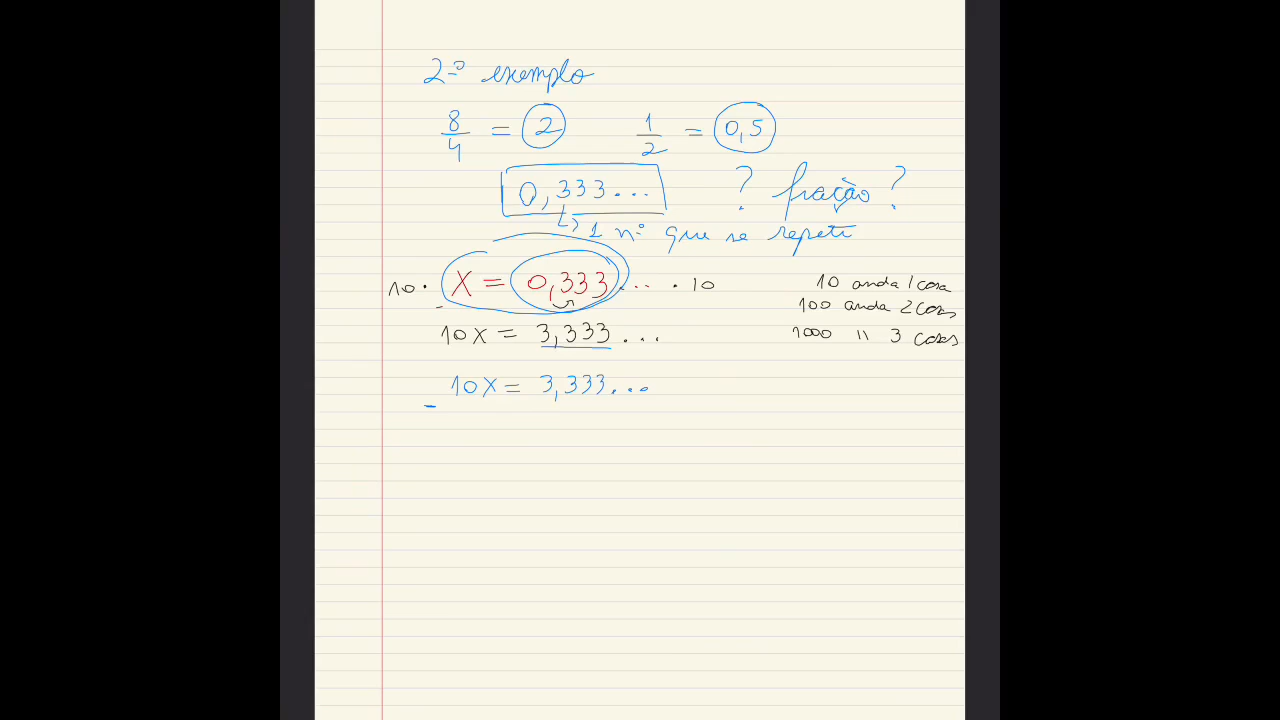 2º exemplo
8/4 = 2 1/2 = 0,5
0,333... ? fração ?
↳ 1 nº que se repete
10 · X = 0,333... · 10 10 anda 1 casa
100 anda 2 casas
10X = 3,333... 1000 " 3 casas
- 10X = 3,333...